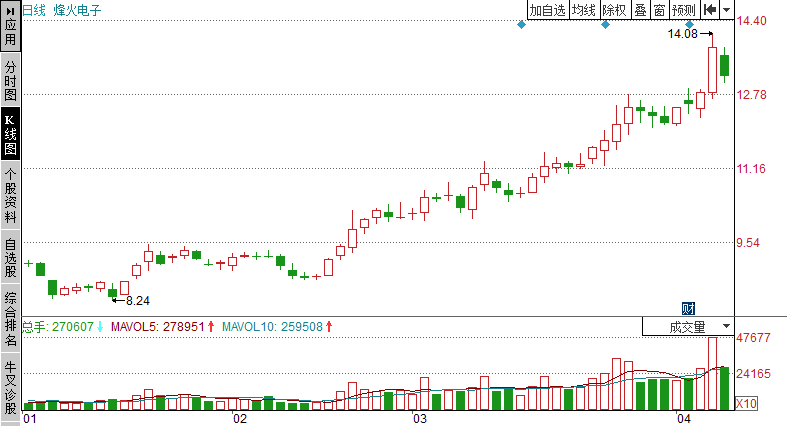 日线 烽火电子
加自选 均线 除权 叠 窗 预测
14.40
14.08
12.78
11.16
9.54
8.24
财
应用
分时图
K线图
个股资料
自选股
综合排名
牛叉诊股
总手: 270607 MAVOL5: 278951 MAVOL10: 259508
成交量
47677
24165
X10
01 02 03 04